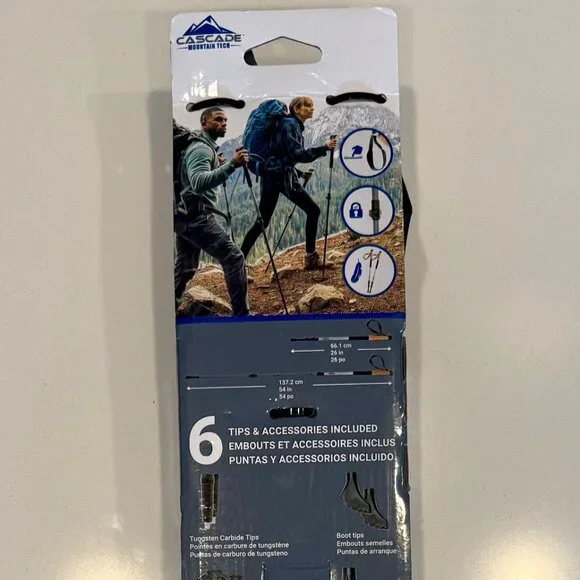 CASCADE
MOUNTAIN TECH
66.1 cm
26 in
26 po
137.2 cm
54 in
54 po
6
TIPS & ACCESSORIES INCLUDED
EMBOUTS ET ACCESSOIRES INCLUS
PUNTAS Y ACCESSORIOS INCLUIDO
Tungsten Carbide Tips
Pointes en carbure de tungstène
Puntas de carburo de tungsteno
Boot tips
Embouts semelles
Puntas de arranque